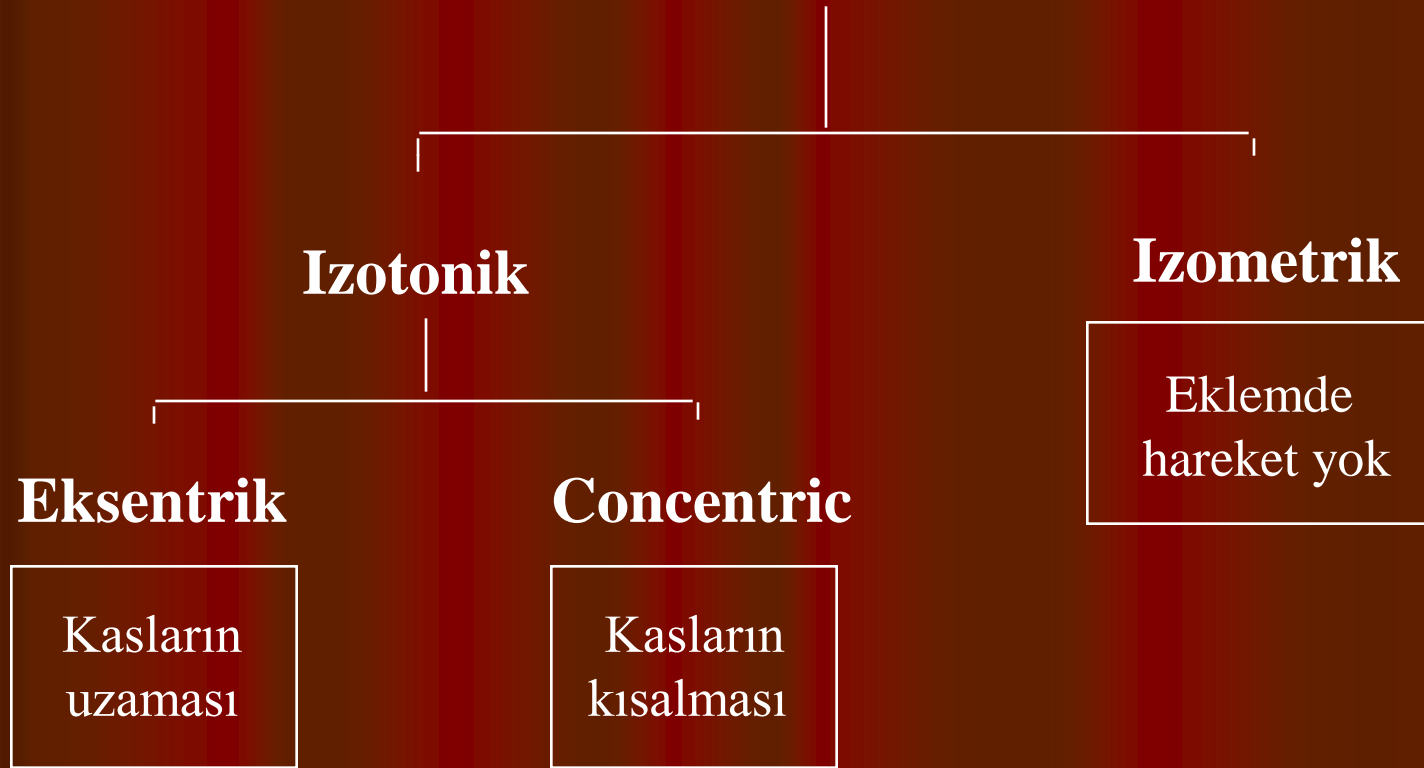 Izotonik
Izometrik
Eklemde
hareket yok
Eksentrik
Concentric
Kasların
uzaması
Kasların
kısalması